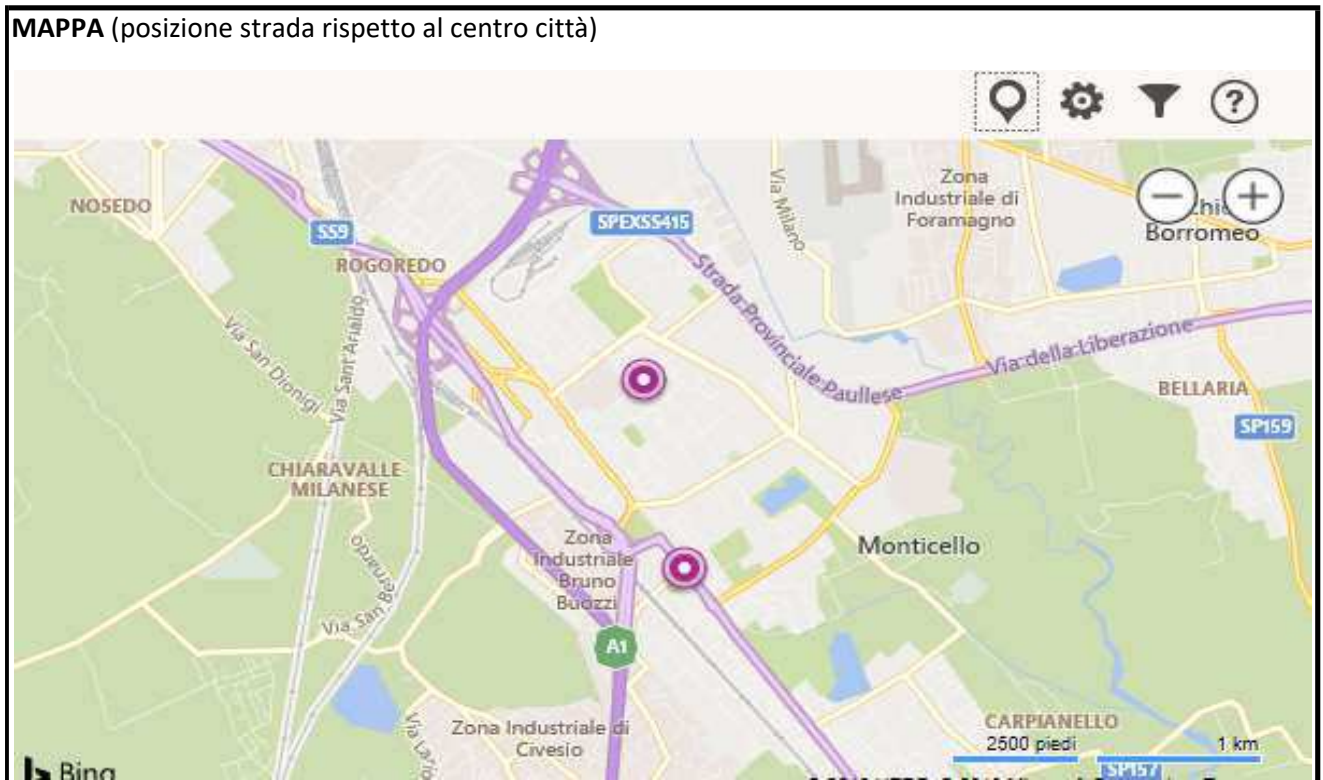 MAPPA (posizione strada rispetto al centro città)
?
NOSEDO
SS9
ROGOREDO
SPEXSS415
Via Milano
Zona
Industriale di
Foramagno
Borromeo
Strada Provinciale Paullese
Via della Liberazione
BELLARIA
SP159
Via San Dionigi
Via Sant'Arialdo
CHIARAVALLE
MILANESE
Via San Bernardo
Zona
Industriale
Bruno
Buozzi
Monticello
A1
Zona Industriale di
Civesio
CARPIANELLO
2500 piedi
1 km
SP157
Bing